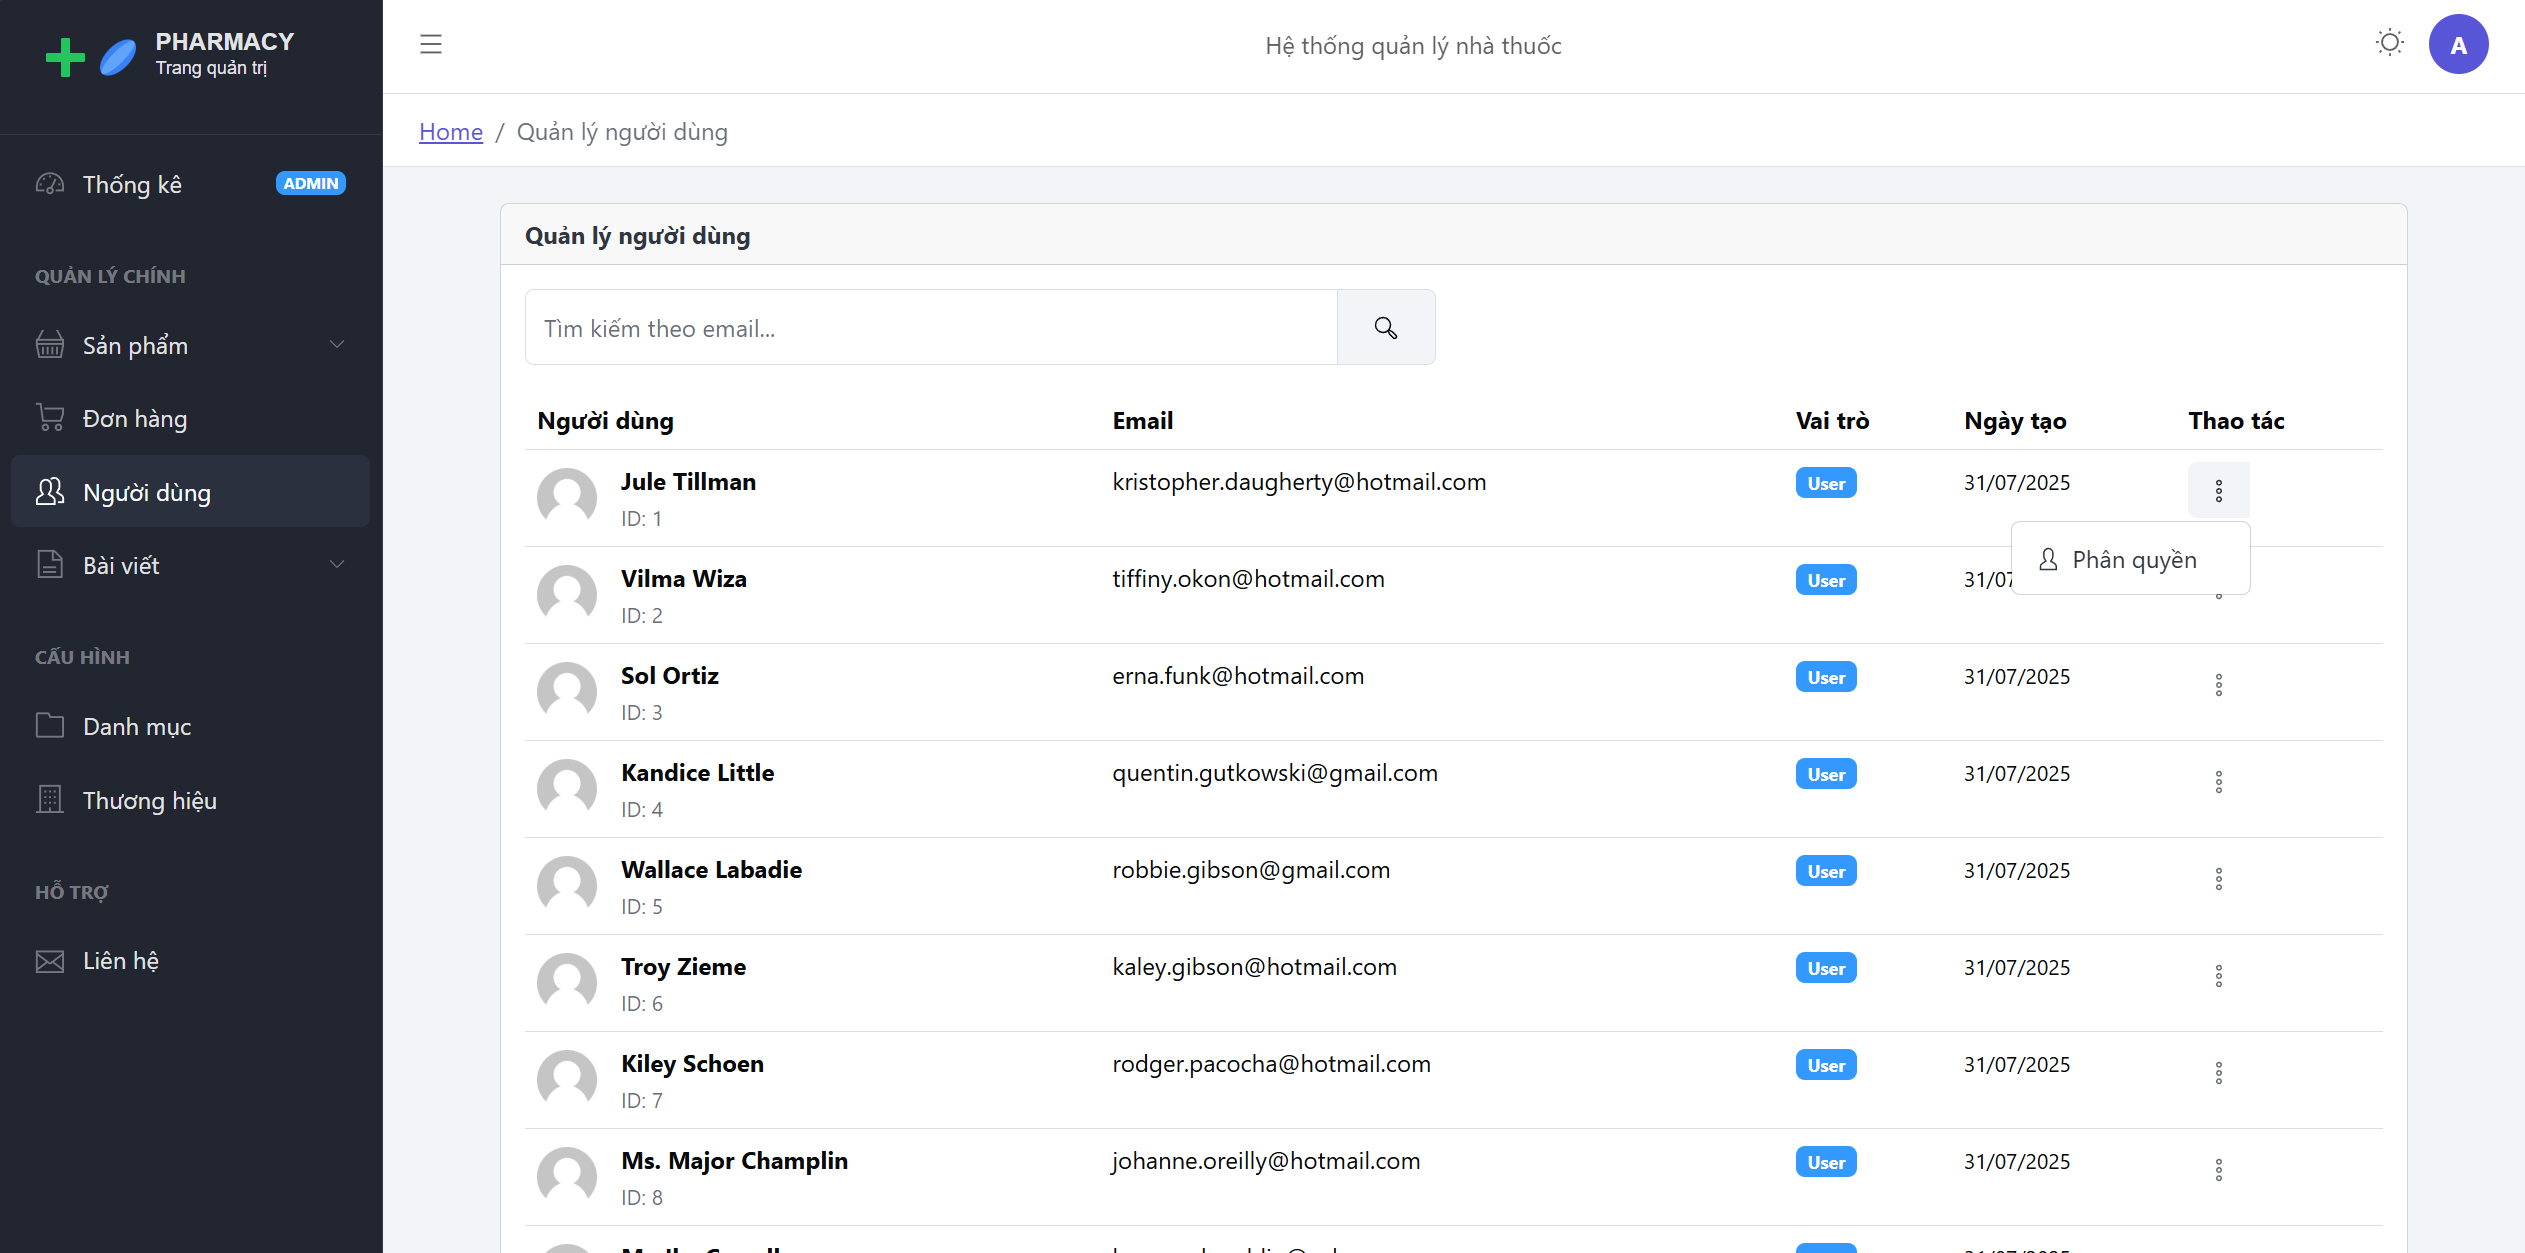 PHARMACY
Trang quản trị
Hệ thống quản lý nhà thuốc
A
Home / Quản lý người dùng
Thống kê
ADMIN
QUẢN LÝ CHÍNH
Sản phẩm
Đơn hàng
Người dùng
Bài viết
CẤU HÌNH
Danh mục
Thương hiệu
HỖ TRỢ
Liên hệ
Quản lý người dùng
Tìm kiếm theo email...
Người dùng Email Vai trò Ngày tạo Thao tác
Jule Tillman kristopher.daugherty@hotmail.com User 31/07/2025
ID: 1
Phân quyền
Vilma Wiza tiffiny.okon@hotmail.com User 31/07
ID: 2
Sol Ortiz erna.funk@hotmail.com User 31/07/2025
ID: 3
Kandice Little quentin.gutkowski@gmail.com User 31/07/2025
ID: 4
Wallace Labadie robbie.gibson@gmail.com User 31/07/2025
ID: 5
Troy Zieme kaley.gibson@hotmail.com User 31/07/2025
ID: 6
Kiley Schoen rodger.pacocha@hotmail.com User 31/07/2025
ID: 7
Ms. Major Champlin johanne.oreilly@hotmail.com User 31/07/2025
ID: 8